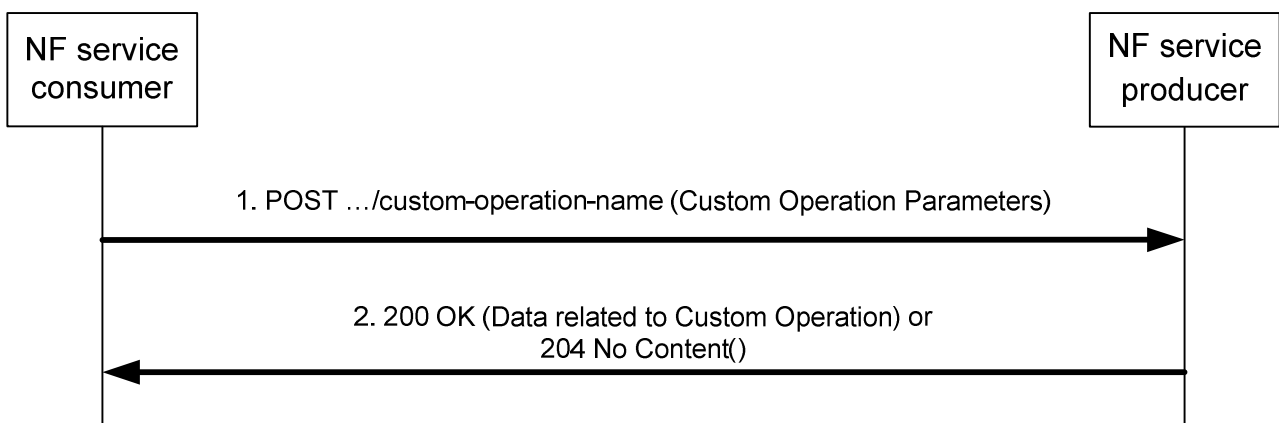 NF service
consumer
NF service
producer
1. POST …/custom-operation-name (Custom Operation Parameters)
2. 200 OK (Data related to Custom Operation) or
204 No Content()